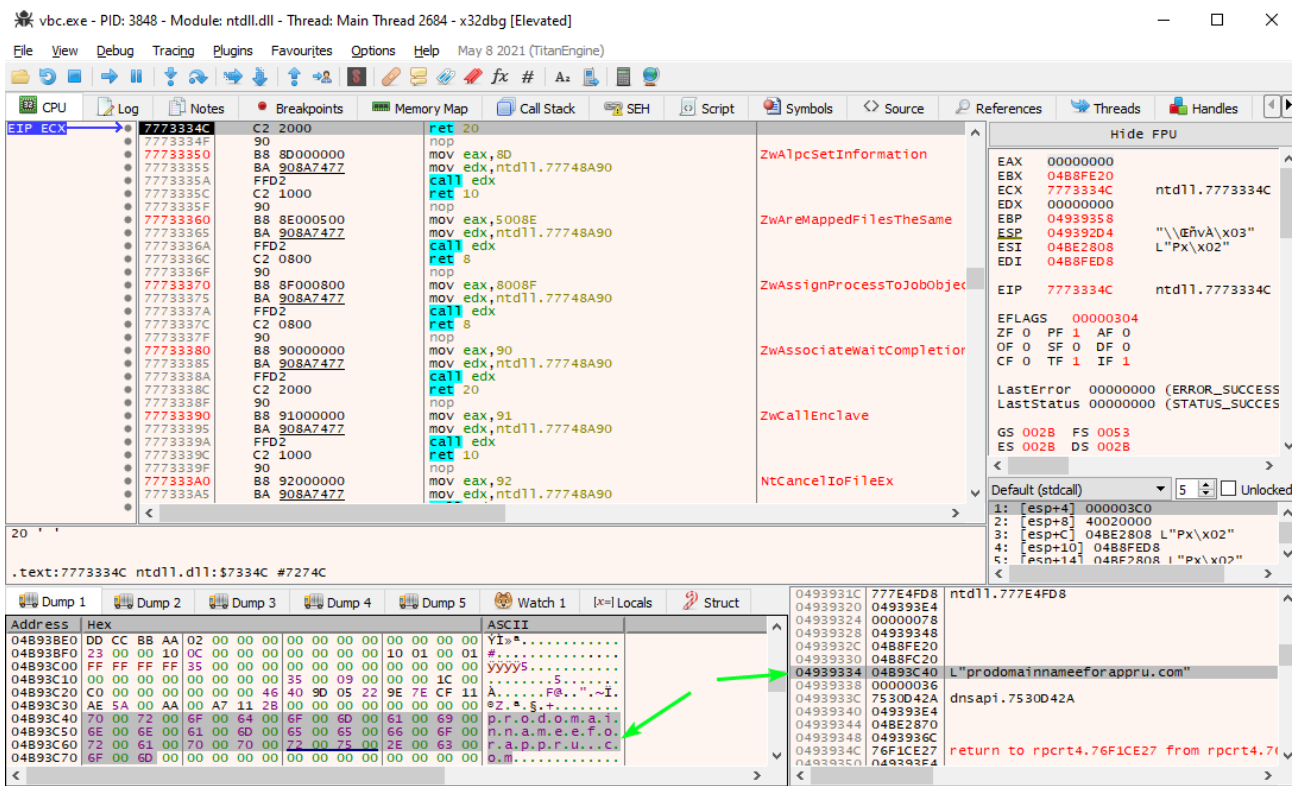 vbc.exe - PID: 3848 - Module: ntdll.dll - Thread: Main Thread 2684 - x32dbg [Elevated]
File View Debug Tracing Plugins Favourites Options Help May 8 2021 (TitanEngine)
CPU Log Notes Breakpoints Memory Map Call Stack SEH Script Symbols Source References Threads Handles
EIP ECX 7773334C C2 2000 ret 20
7773334F 90 nop
77733350 B8 8D000000 mov eax,8D ZwAlpcSetInformation
77733355 BA 908A7477 mov edx,ntdll.77748A90
7773335A FFD2 call edx
7773335C C2 1000 ret 10
7773335F 90 nop
77733360 B8 8E000500 mov eax,5008E ZwAreMappedFilesTheSame
77733365 BA 908A7477 mov edx,ntdll.77748A90
7773336A FFD2 call edx
7773336C C2 0800 ret 8
7773336F 90 nop
77733370 B8 8F000800 mov eax,8008F ZwAssignProcessToJobObjec
77733375 BA 908A7477 mov edx,ntdll.77748A90
7773337A FFD2 call edx
7773337C C2 0800 ret 8
7773337F 90 nop
77733380 B8 90000000 mov eax,90 ZwAssociateWaitCompletion
77733385 BA 908A7477 mov edx,ntdll.77748A90
7773338A FFD2 call edx
7773338C C2 2000 ret 20
7773338F 90 nop
77733390 B8 91000000 mov eax,91 ZwCallEnclave
77733395 BA 908A7477 mov edx,ntdll.77748A90
7773339A FFD2 call edx
7773339C C2 1000 ret 10
7773339F 90 nop
777333A0 B8 92000000 mov eax,92 NtCancelIoFileEx
777333A5 BA 908A7477 mov edx,ntdll.77748A90
Hide FPU
EAX 00000000
EBX 04B8FE20
ECX 7773334C ntdll.7773334C
EDX 00000000
EBP 04939358
ESP 049392D4 "\\ŒñvÀ\x03"
ESI 04BE2808 L"Px\x02"
EDI 04B8FED8
EIP 7773334C ntdll.7773334C
EFLAGS 00000304
ZF 0 PF 1 AF 0
OF 0 SF 0 DF 0
CF 0 TF 1 IF 1
LastError 00000000 (ERROR_SUCCESS
LastStatus 00000000 (STATUS_SUCCES
GS 002B FS 0053
ES 002B DS 002B
Default (stdcall) 5 Unlocked
1: [esp+4] 000003C0
2: [esp+8] 40020000
3: [esp+C] 04BE2808 L"Px\x02"
4: [esp+10] 04B8FED8
5: [esp+14] 04BE2808 L"Px\x02"
20 ' '
.text:7773334C ntdll.dll:$7334C #7274C
Dump 1 Dump 2 Dump 3 Dump 4 Dump 5 Watch 1 [x=] Locals Struct
Address Hex ASCII
04B93BE0 DD CC BB AA 02 00 00 00 00 00 00 00 00 00 00 00 ÝÌ»ª............
04B93BF0 23 00 00 10 0C 00 00 00 00 00 00 00 10 01 00 01 #...............
04B93C00 FF FF FF FF 35 00 00 00 00 00 00 00 00 00 00 00 ÿÿÿÿ5...........
04B93C10 00 00 00 00 00 00 00 00 35 00 09 00 00 00 1C 00 ........5.......
04B93C20 C0 00 00 00 00 00 00 46 40 9D 05 22 9E 7E CF 11 À......F@..".~Ï.
04B93C30 AE 5A 00 AA 00 A7 11 2B 00 00 00 00 00 00 00 00 ®Z.ª.§.+........
04B93C40 70 00 72 00 6F 00 64 00 6F 00 6D 00 61 00 69 00 p.r.o.d.o.m.a.i.
04B93C50 6E 00 6E 00 61 00 6D 00 65 00 65 00 66 00 6F 00 n.n.a.m.e.e.f.o.
04B93C60 72 00 61 00 70 00 70 00 72 00 75 00 2E 00 63 00 r.a.p.p.r.u...c.
04B93C70 6F 00 6D 00 00 00 00 00 00 00 00 00 00 00 00 00 o.m.............
0493931C 777E4FD8 ntdll.777E4FD8
04939320 049393E4
04939324 00000078
04939328 04939348
0493932C 04B8FE20
04939330 04B8FC20
04939334 04B93C40 L"prodomainnameeforappru.com"
04939338 00000036
0493933C 7530D42A dnsapi.7530D42A
04939340 049393E4
04939344 04BE2870
04939348 0493936C
0493934C 76F1CE27 return to rpcrt4.76F1CE27 from rpcrt4.76
04939350 049393E4